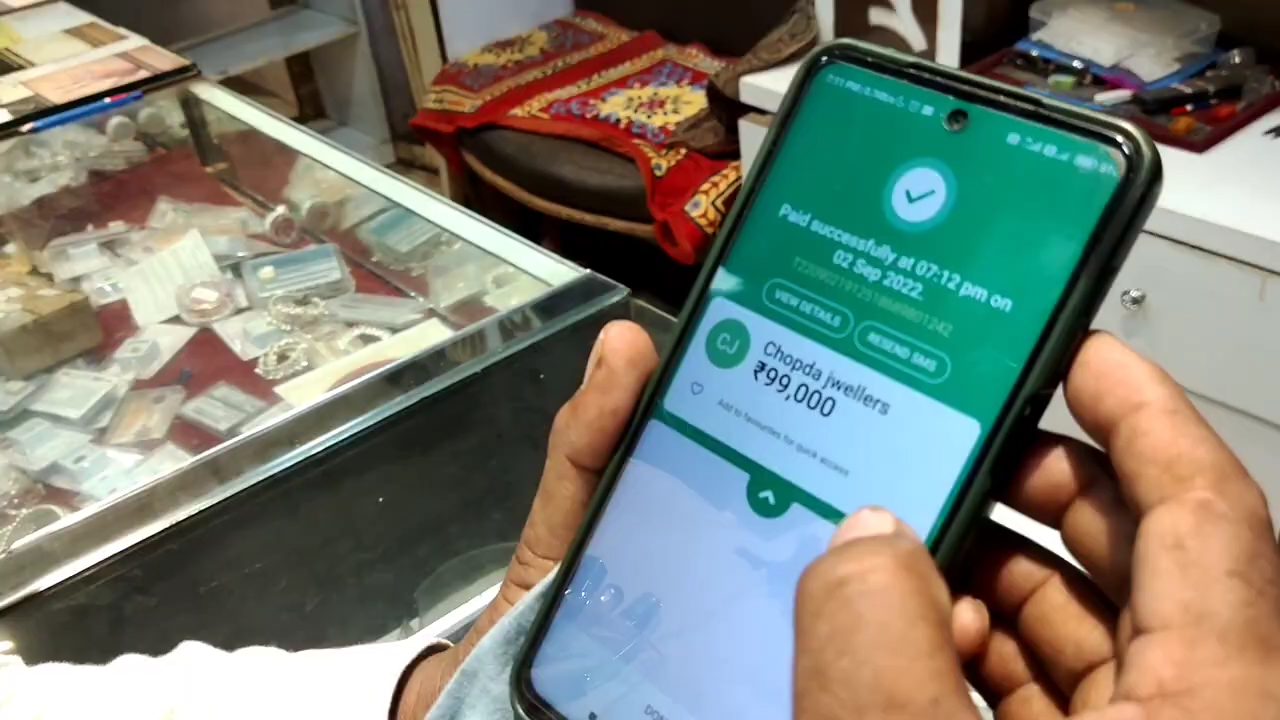 Paid successfully at 07:12 pm on
02 Sep 2022
VIEW DETAILS
RESEND SMS
CJ
Chopda jwellers
₹99,000
Add to favourites for quick access